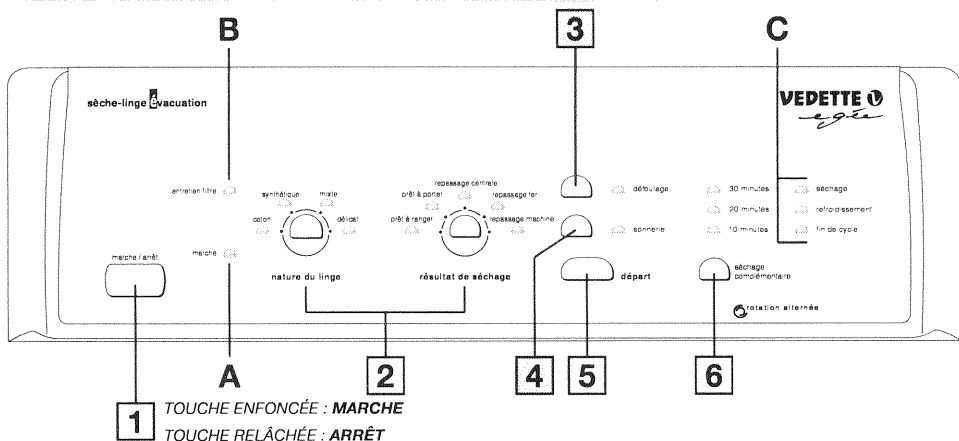 B
3
C
sèche-linge évacuation
VEDETTE
egée
entretien filtre
synthétique
mixte
coton
délicat
prêt à porter
repassage centrale
repassage fer
prêt à ranger
repassage machine
défoulage
sonnerie
30 minutes
20 minutes
10 minutes
séchage
refroidissement
fin de cycle
marche
marche / arrêt
nature du linge
résultat de séchage
départ
séchage
complémentaire
rotation alternée
A
2
4
5
6
1
TOUCHE ENFONCÉE : MARCHE
TOUCHE RELÂCHÉE : ARRÊT